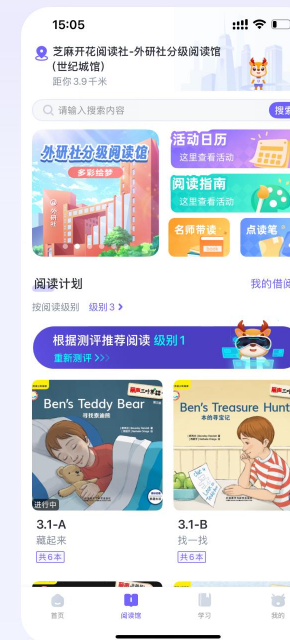 15:05
芝麻开花阅读社-外研社分级阅读馆
(世纪城馆)
距你3.9千米
请输入搜索内容
搜索
外研社分级阅读馆
多彩绘梦
外研社
活动日历
这里查看活动
阅读指南
这里查看活动
名师带读
点读笔
阅读计划
我的借阅
按阅读级别 级别3
根据测评推荐阅读 级别1
重新测评
Ben's Teddy Bear
寻找麦迪熊
进行中
Ben's Treasure Hunt
本的寻宝记
3.1-A
藏起来
共6本
3.1-B
找一找
共6本
首页
阅读馆
学习
我的